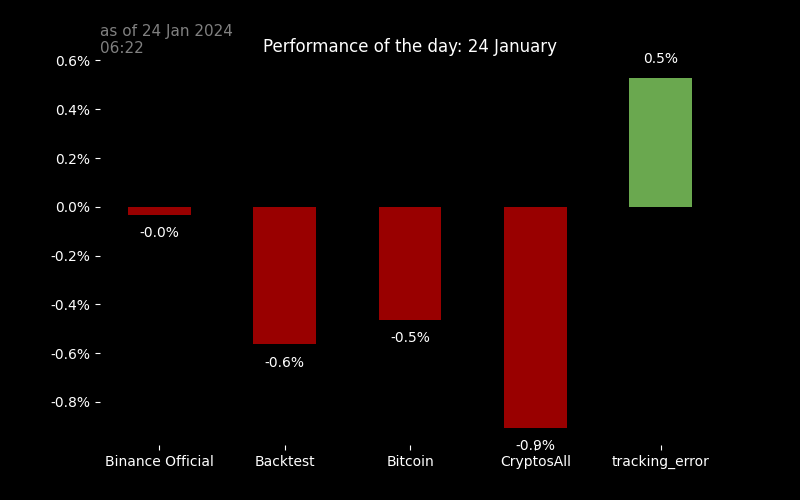 as of 24 Jan 2024
06:22
Performance of the day: 24 January
0.6%
0.4%
0.2%
0.0%
-0.2%
-0.4%
-0.6%
-0.8%
-0.0%
-0.6%
-0.5%
-0.9%
0.5%
Binance Official
Backtest
Bitcoin
CryptosAll
tracking_error